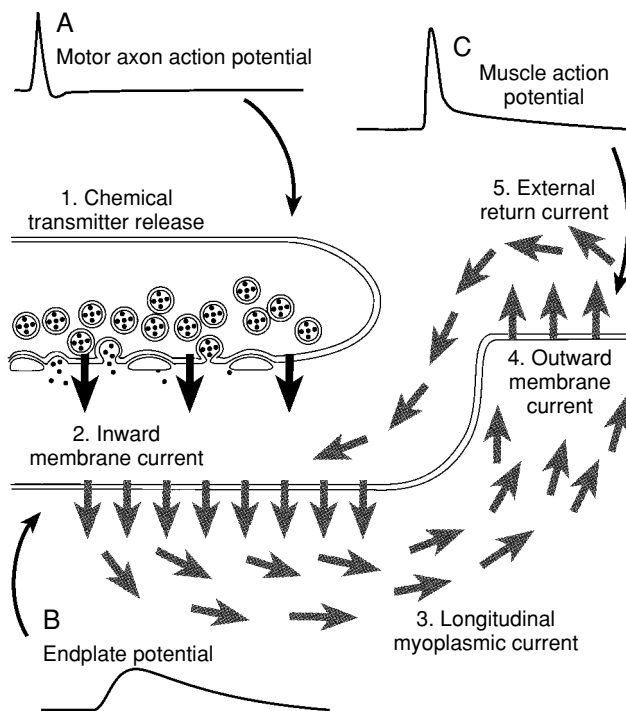 A
Motor axon action potential
C
Muscle action
potential
1. Chemical
transmitter release
5. External
return current
4. Outward
membrane
current
2. Inward
membrane current
3. Longitudinal
myoplasmic current
B
Endplate potential